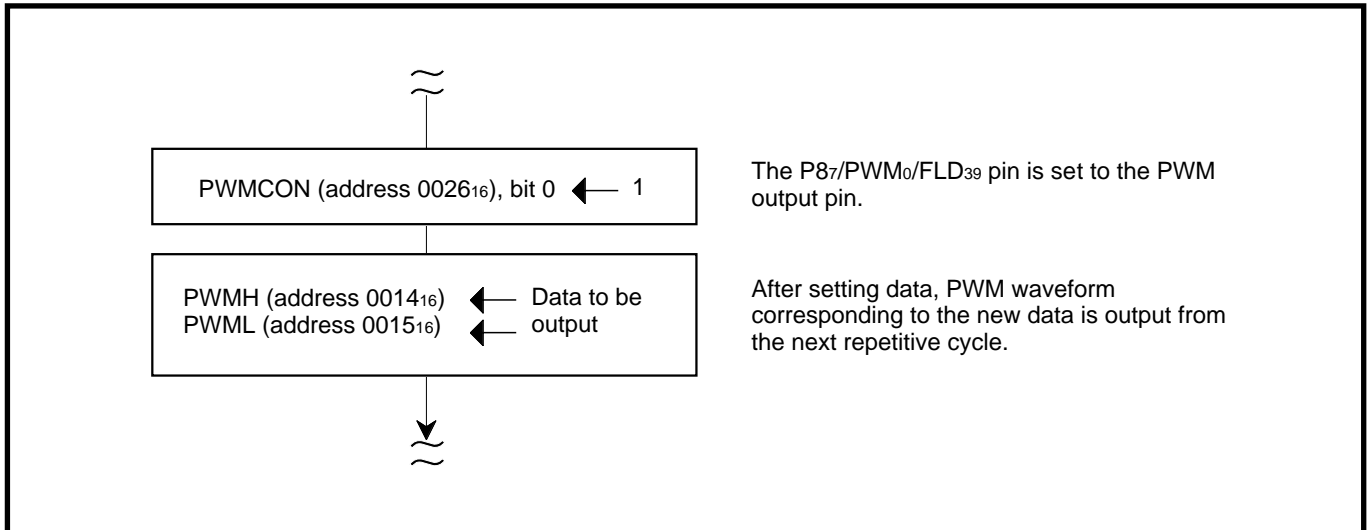 PWMCON (address 0026₁₆), bit 0 ← 1
The P8₇/PWM₀/FLD₃₉ pin is set to the PWM
output pin.
PWMH (address 0014₁₆) ← Data to be
PWML (address 0015₁₆) ← output
After setting data, PWM waveform
corresponding to the new data is output from
the next repetitive cycle.